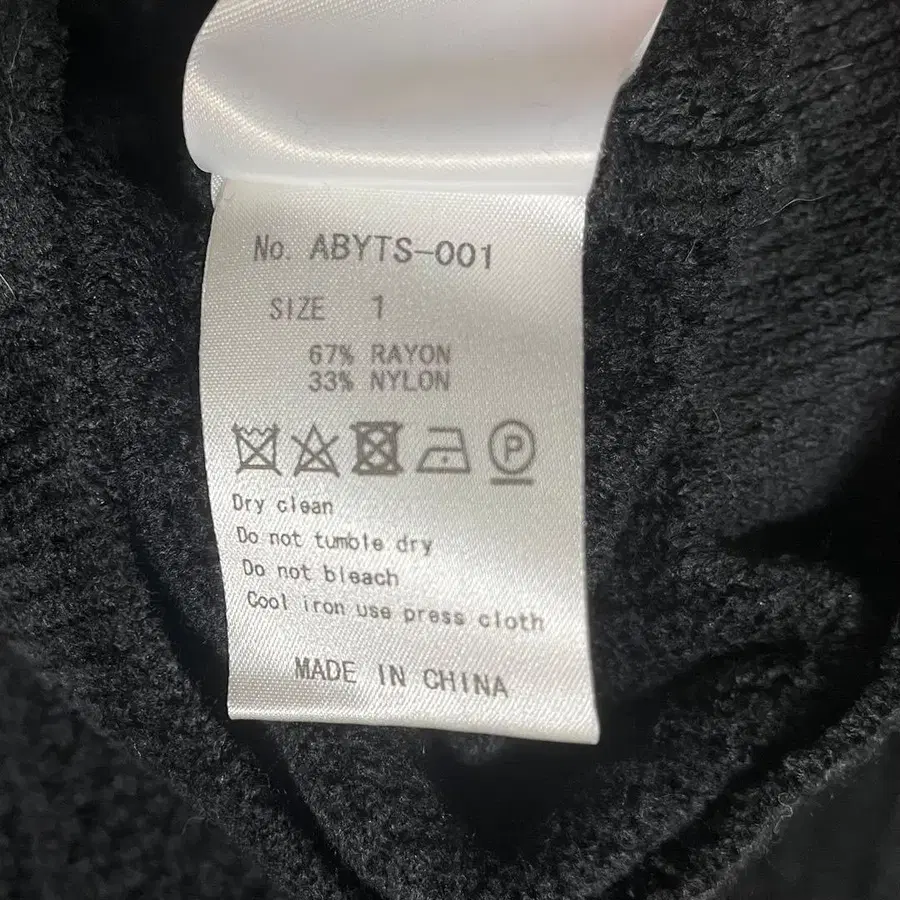 No. ABYTS-001
SIZE 1
67% RAYON
33% NYLON
P
Dry clean
Do not tumble dry
Do not bleach
Cool iron use press cloth
MADE IN CHINA